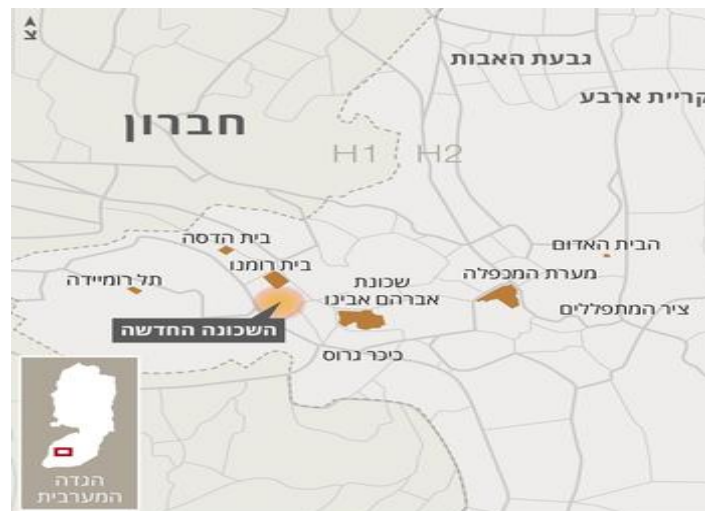 צ
גבעת האבות
קריית ארבע
חברון
H1 H2
בית הדסה
בית רומנו
תל רומיידה
שכונת
אברהם אבינו
הבית האדום
מערת המכפלה
ציר המתפללים
השכונה החדשה
כיכר גרוס
הגדה
המערבית